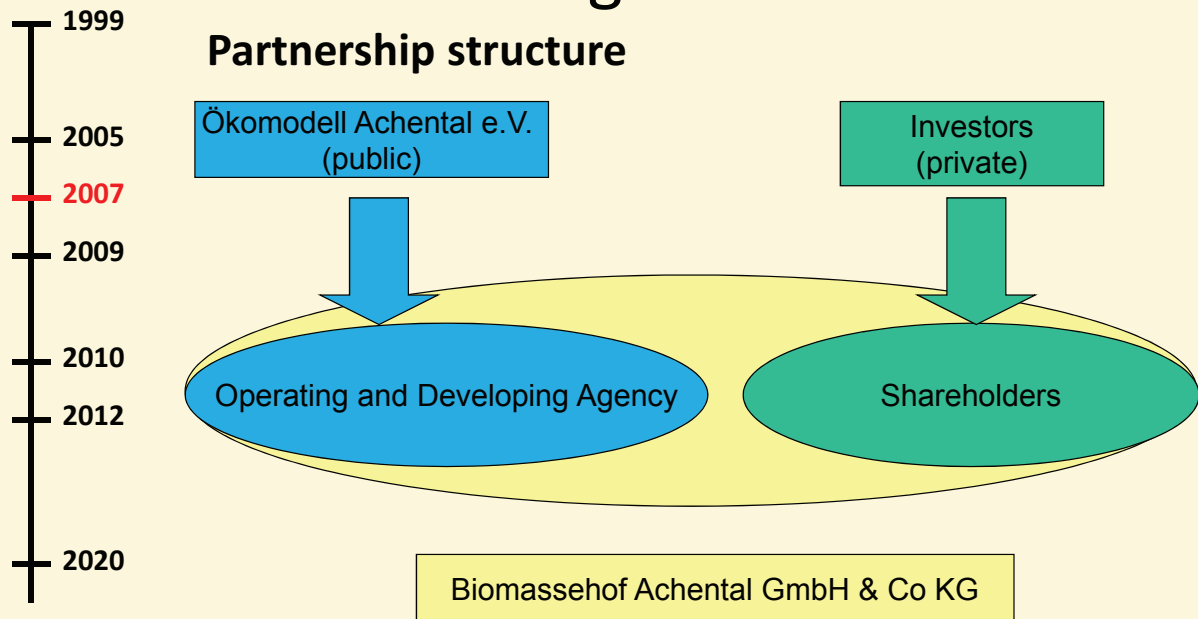 Partnership structure
1999
2005
2007
2009
2010
2012
2020
Ökomodell Achental e.V.
(public)
Investors
(private)
Operating and Developing Agency
Shareholders
Biomassehof Achental GmbH & Co KG